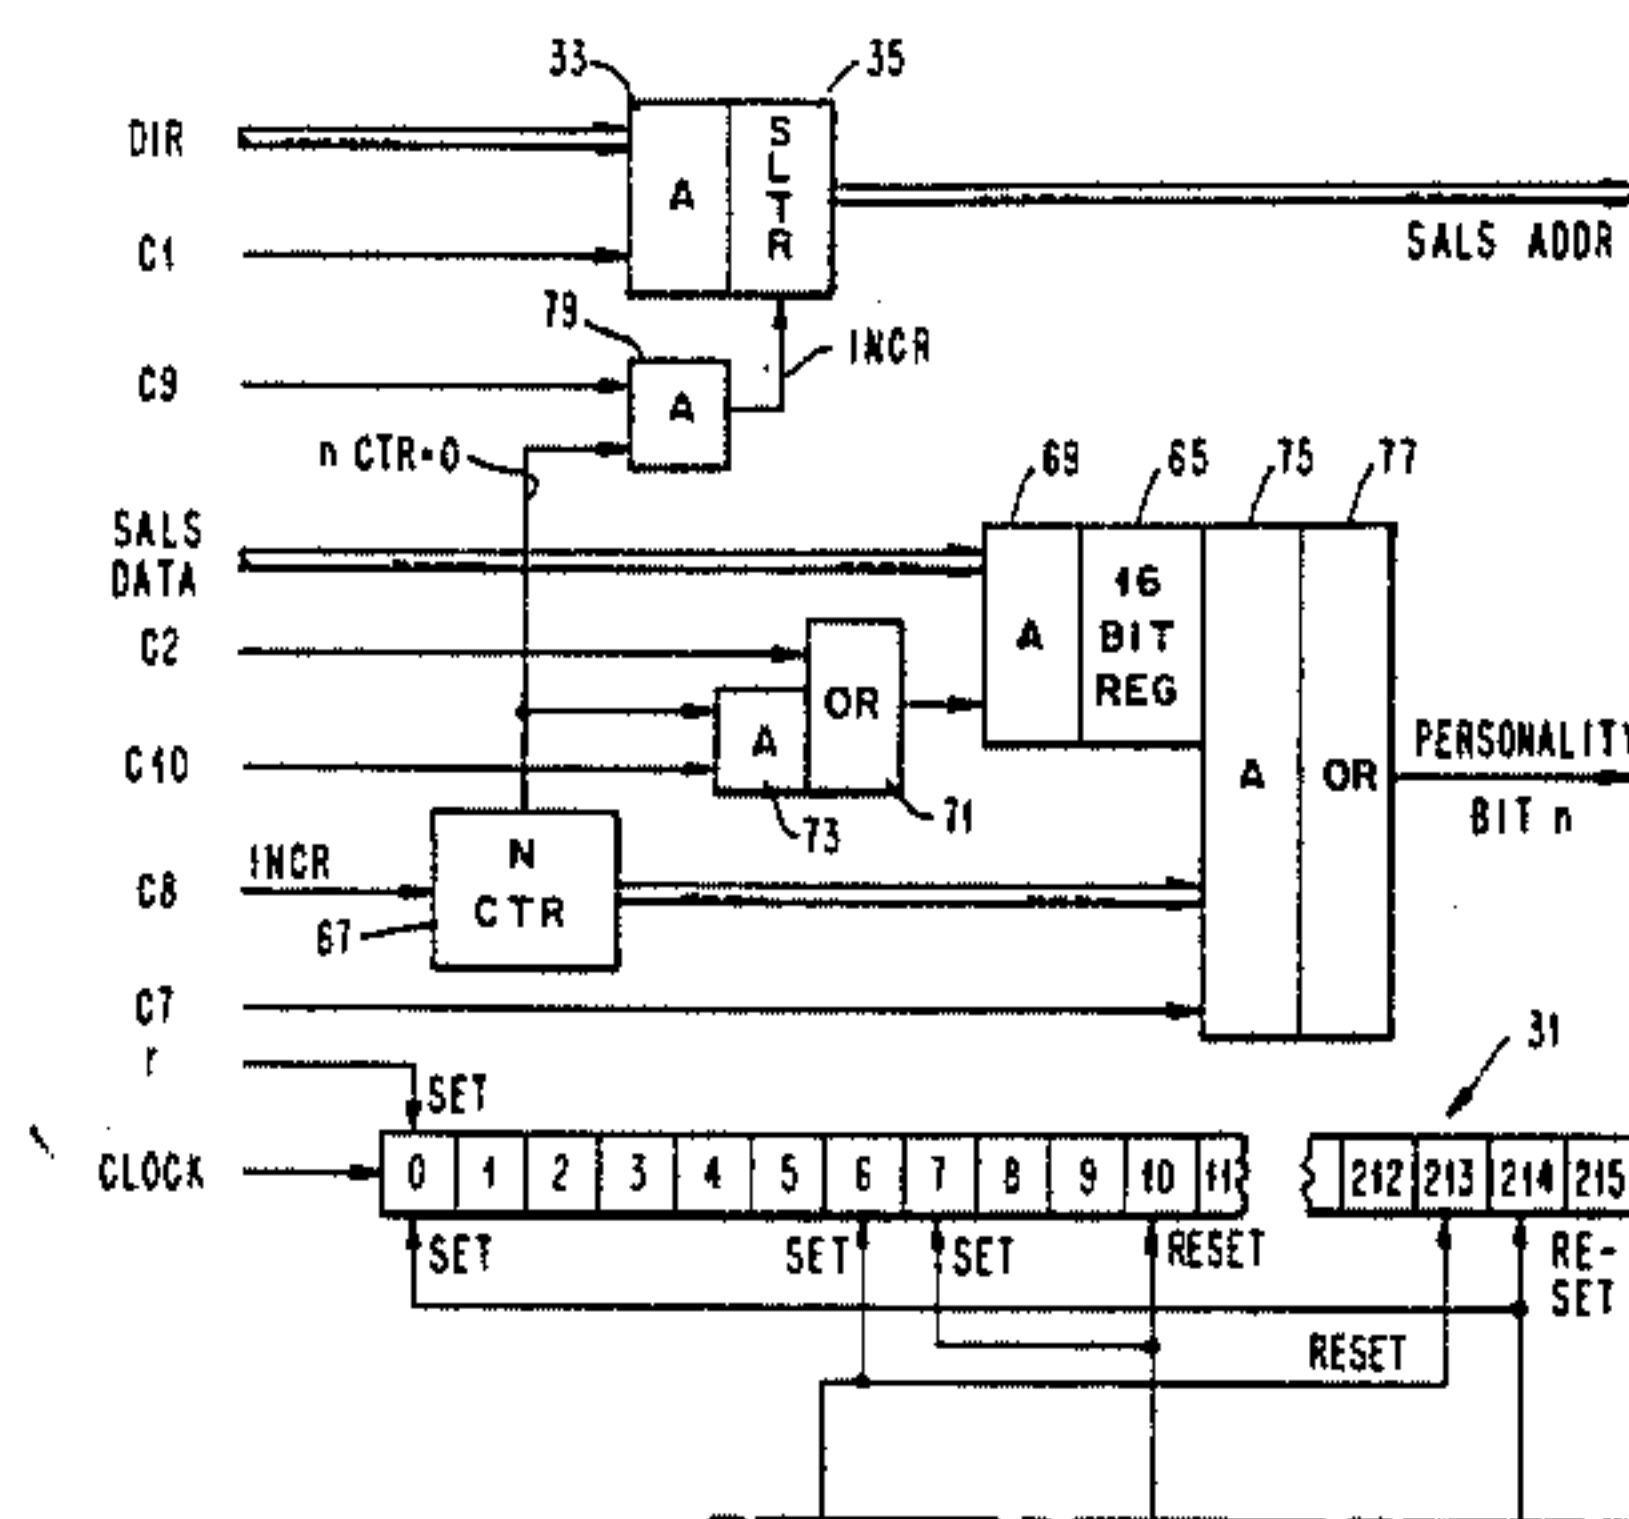 33
35
DIR
A
S
L
T
R
C1
SALS ADDR
79
INCR
C9
A
n CTR=0
69
65
75
77
SALS
DATA
16
BIT
REG
A
C2
OR
A
C10
A
OR
PERSONALITY
BIT n
73
71
N
CTR
INCR
C8
67
C7
r
SET
31
CLOCK
0 1 2 3 4 5 6 7 8 9 10 11
212 213 214 215
SET
SET
SET
RESET
RE-
SET
RESET